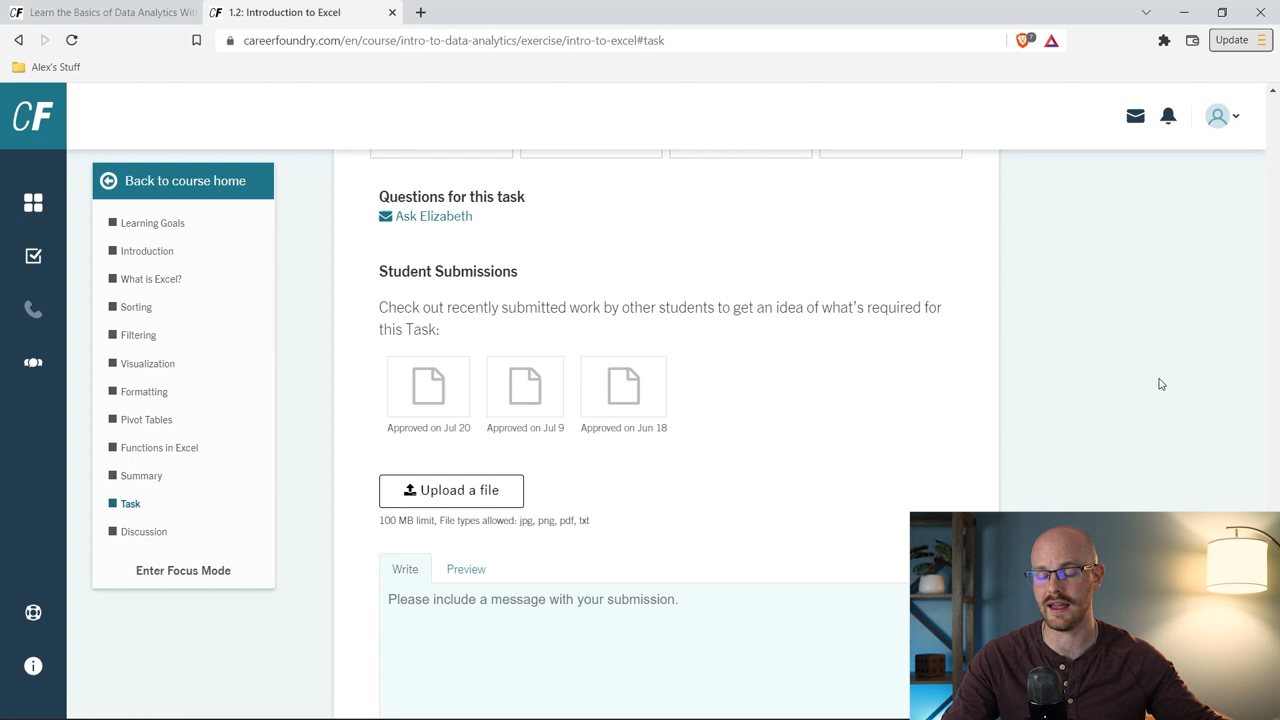 CF Learn the Basics of Data Analytics Wit
CF 1.2: Introduction to Excel
careerfoundry.com/en/course/intro-to-data-analytics/exercise/intro-to-excel#task
7
Update
Alex's Stuff
CF
Back to course home
Learning Goals
Introduction
What is Excel?
Sorting
Filtering
Visualization
Formatting
Pivot Tables
Functions in Excel
Summary
Task
Discussion
Enter Focus Mode
Questions for this task
Ask Elizabeth
Student Submissions
Check out recently submitted work by other students to get an idea of what's required for
this Task:
Approved on Jul 20 Approved on Jul 9 Approved on Jun 18
Upload a file
100 MB limit, File types allowed: jpg, png, pdf, txt
Write Preview
Please include a message with your submission.